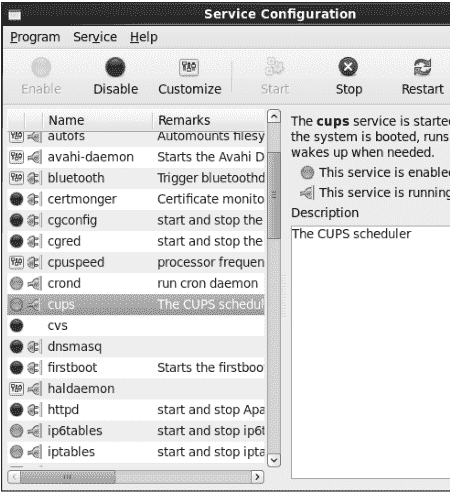 Service Configuration
Program Service Help
Enable Disable Customize Start Stop Restart
Name Remarks
autofs Automounts filesy
avahi-daemon Starts the Avahi D
bluetooth Trigger bluetoothd
certmonger Certificate monito
cgconfig start and stop the
cgred start and stop the
cpuspeed processor frequen
crond run cron daemon
cups The CUPS schedul
cvs
dnsmasq
firstboot Starts the firstboo
haldaemon
httpd start and stop Apa
ip6tables start and stop ip6t
iptables start and stop ipta
The cups service is started
the system is booted, runs
wakes up when needed.
This service is enabled
This service is running
Description
The CUPS scheduler